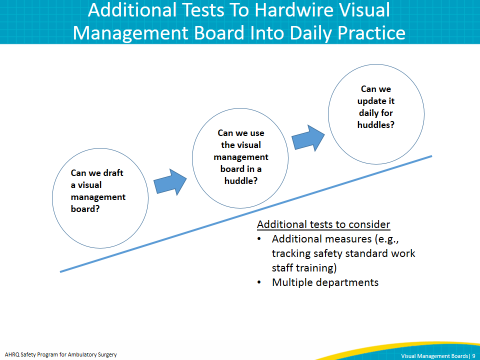 Additional Tests To Hardwire Visual
Management Board Into Daily Practice
Can we draft
a visual
management
board?
Can we use
the visual
management
board in a
huddle?
Can we
update it
daily for
huddles?
Additional tests to consider
• Additional measures (e.g.,
tracking safety standard work
staff training)
• Multiple departments
AHRQ Safety Program for Ambulatory Surgery
Visual Management Boards| 9